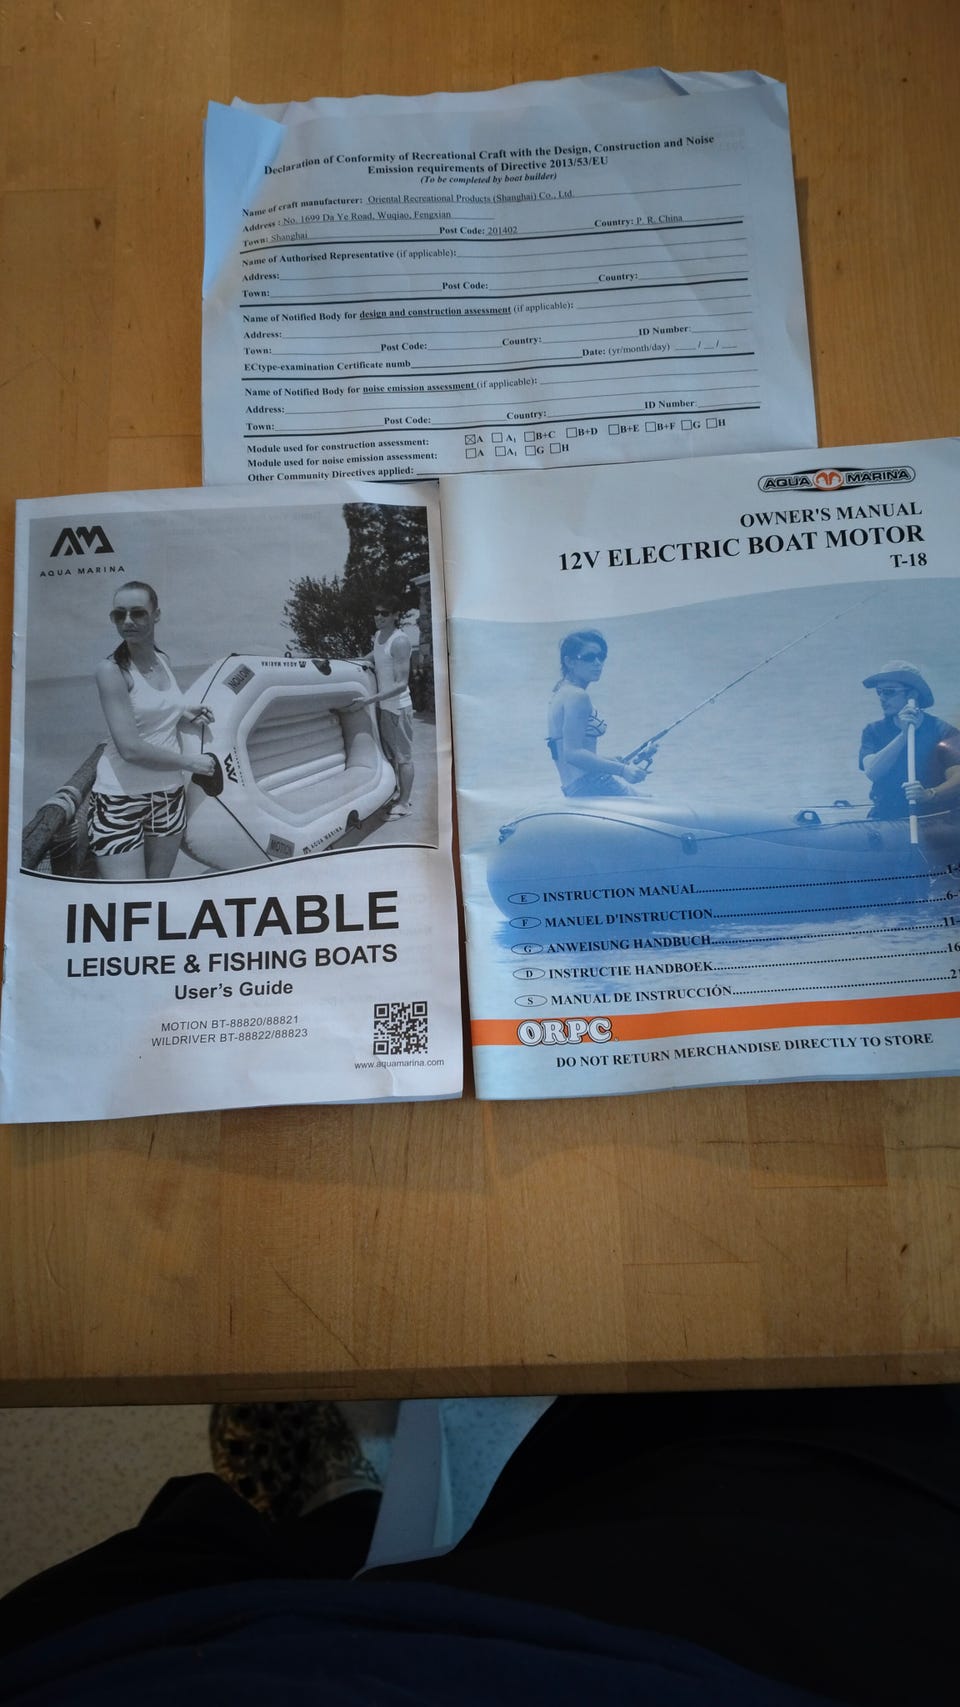 Declaration of Conformity of Recreational Craft with the Design, Construction and Noise
Emission requirements of Directive 2013/53/EU
(To be completed by boat builder)
Name of craft manufacturer: Oriental Recreational Products (Shanghai) Co., Ltd.
Address : No. 1699 Da Ye Road, Wuqiao, Fengxian
Town: Shanghai Post Code: 201402 Country: P. R. China
Name of Authorised Representative (if applicable):
Address:
Town: Post Code: Country:
Name of Notified Body for design and construction assessment (if applicable):
Address:
Town: Post Code: Country: ID Number:
ECtype-examination Certificate numb Date: (yr/month/day) / /
Name of Notified Body for noise emission assessment (if applicable):
Address:
Town: Post Code: Country: ID Number:
Module used for construction assessment: ☒A ☐A1 ☐B+C ☐B+D ☐B+E ☐B+F ☐G ☐H
Module used for noise emission assessment: ☐A ☐A1 ☐G ☐H
Other Community Directives applied:
AQUA MARINA
MOTION
AQUA MARINA
MOTION
INFLATABLE
LEISURE & FISHING BOATS
User's Guide
MOTION BT-88820/88821
WILDRIVER BT-88822/88823
www.aquamarina.com
AQUA MARINA
OWNER'S MANUAL
12V ELECTRIC BOAT MOTOR
T-18
E INSTRUCTION MANUAL
F MANUEL D'INSTRUCTION
G ANWEISUNG HANDBUCH
D INSTRUCTIE HANDBOEK
S MANUAL DE INSTRUCCIÓN
ORPC
DO NOT RETURN MERCHANDISE DIRECTLY TO STORE